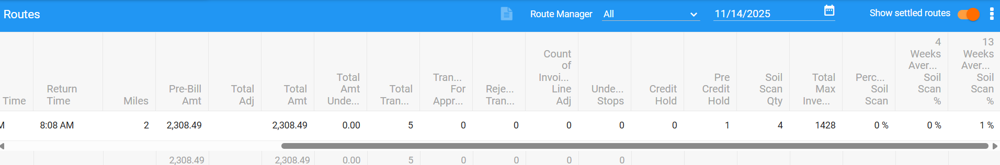 Routes Route Manager All 11/14/2025 Show settled routes
Time
Return
Time
Miles
Pre-Bill
Amt
Total
Adj
Total
Amt
Total
Amt
Unde...
Total
Tran...
Tran...
For
Appr...
Reje...
Tran...
Count
of
Invoi...
Line
Adj
Unde...
Stops
Credit
Hold
Pre
Credit
Hold
Soil
Scan
Qty
Total
Max
Inve...
Perc...
Soil
Scan
4
Weeks
Aver...
Soil
Scan
%
13
Weeks
Aver...
Soil
Scan
%
8:08 AM 2 2,308.49 2,308.49 0.00 5 0 0 0 0 0 1 4 1428 0 % 0 % 1 %
2,308.49 2,308.49 0.00 5 0 0 0 0